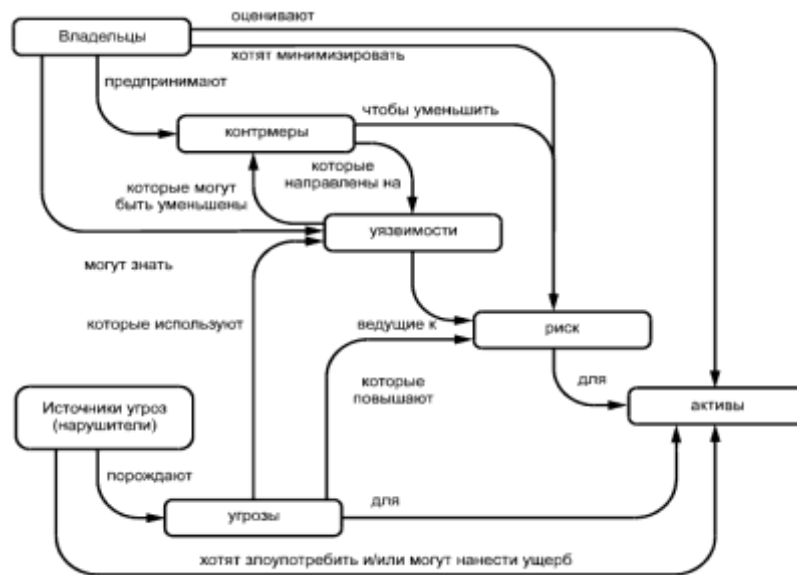 оценивают
Владельцы
хотят минимизировать
предпринимают
чтобы уменьшить
контрмеры
которые
направлены на
которые могут
быть уменьшены
уязвимости
могут знать
которые используют
ведущие к
риск
которые
повышают
для
Источники угроз
(нарушители)
активы
порождают
угрозы
для
хотят злоупотребить и/или могут нанести ущерб